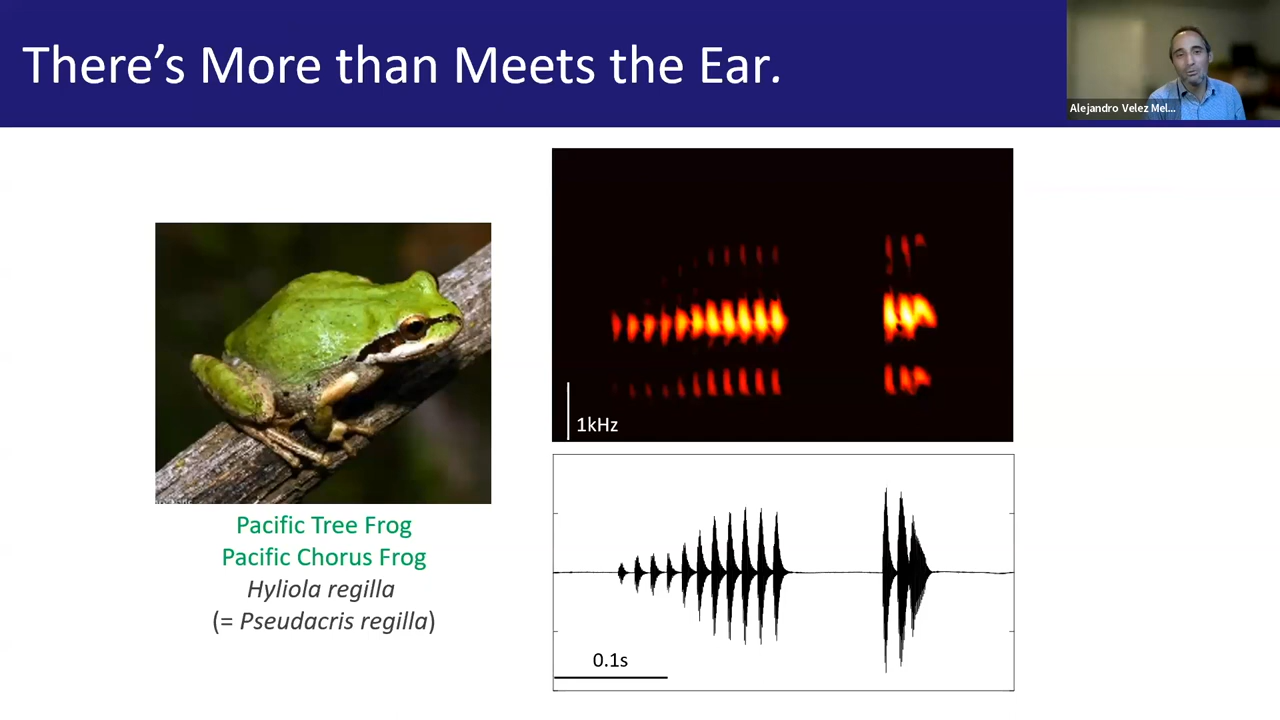 There's More than Meets the Ear.
Alejandro Velez Mel...
1kHz
0.1s
Pacific Tree Frog
Pacific Chorus Frog
Hyliola regilla
(= Pseudacris regilla)